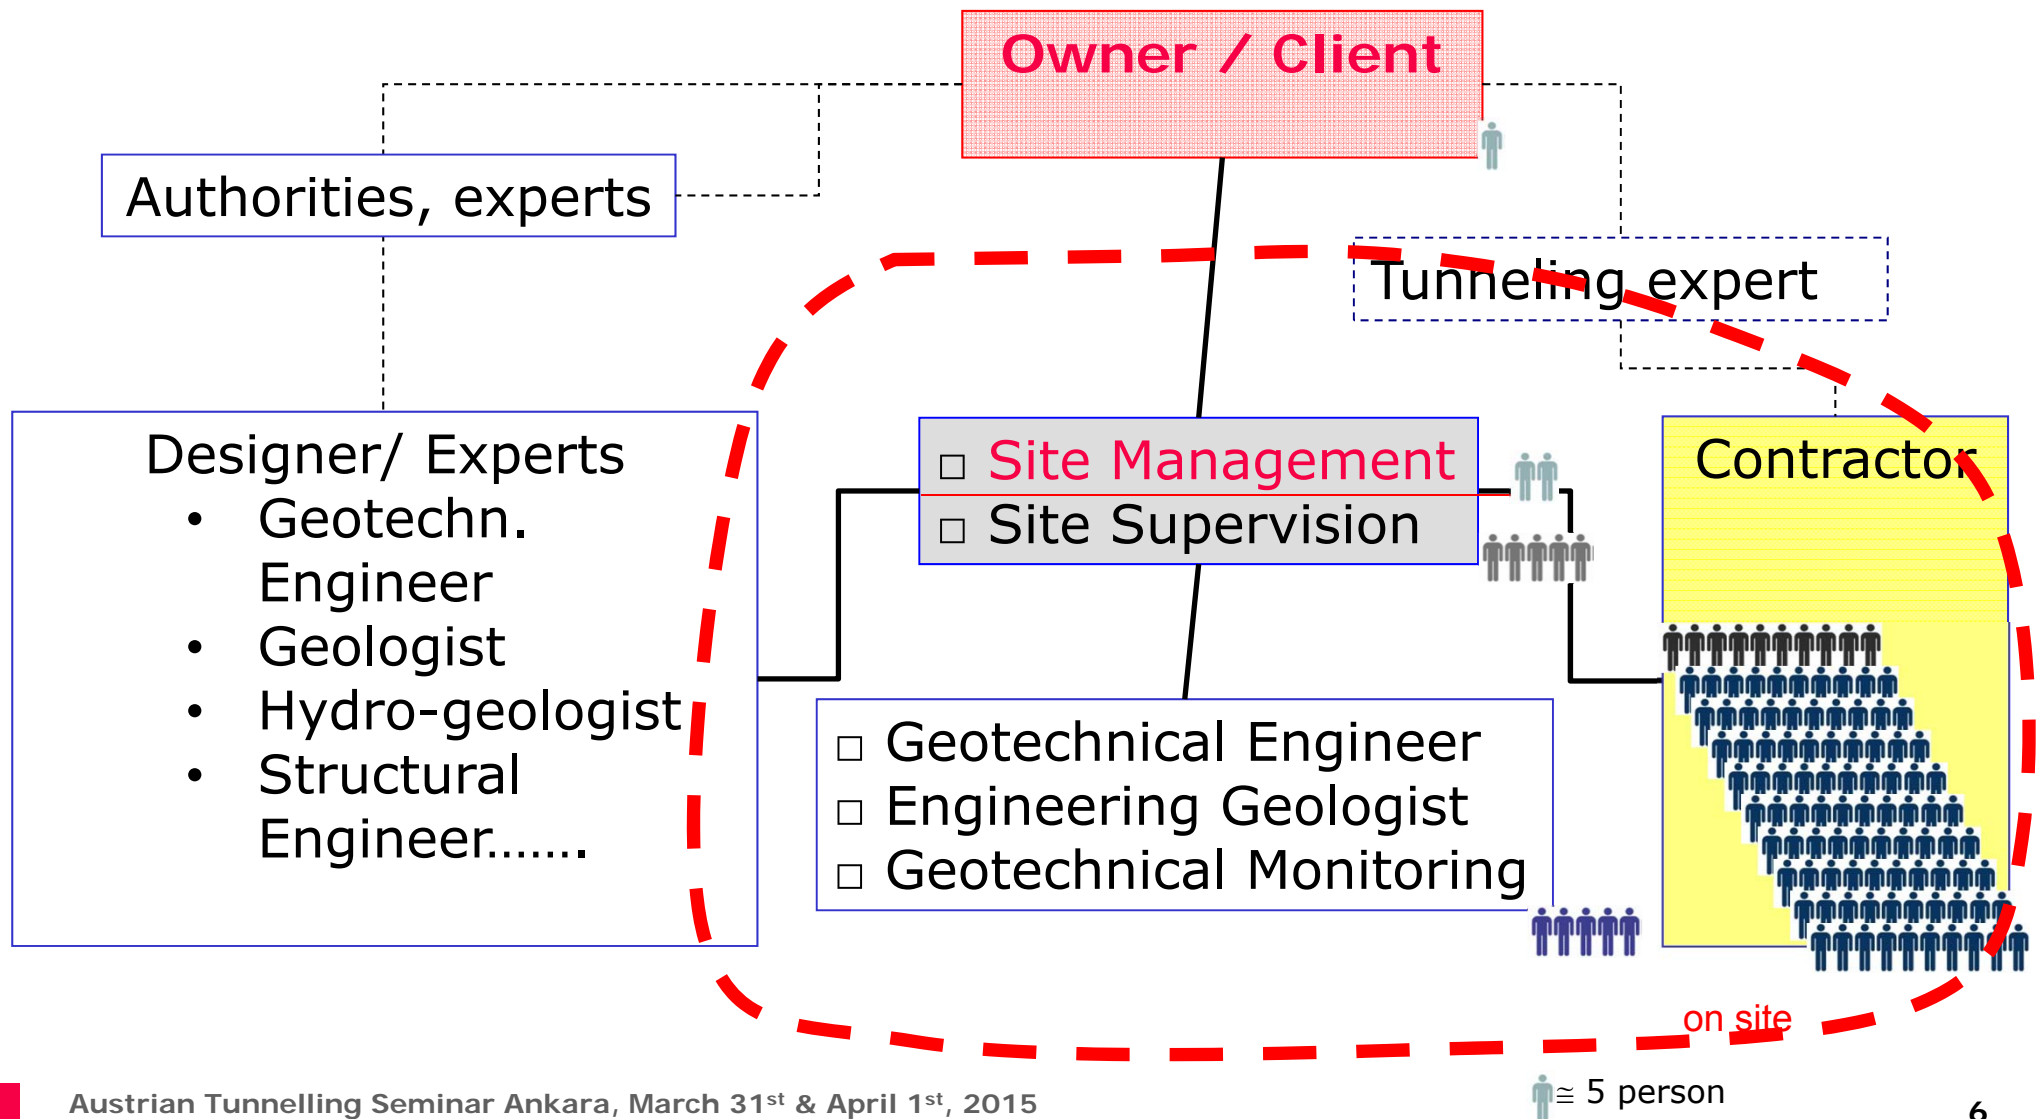 Owner / Client
Authorities, experts
Tunneling expert
Designer/ Experts
• Geotechn.
Engineer
• Geologist
• Hydro-geologist
• Structural
Engineer.......
□ Site Management
□ Site Supervision
Contractor
□ Geotechnical Engineer
□ Engineering Geologist
□ Geotechnical Monitoring
on site
≅ 5 person
Austrian Tunnelling Seminar Ankara, March 31st & April 1st, 2015
6